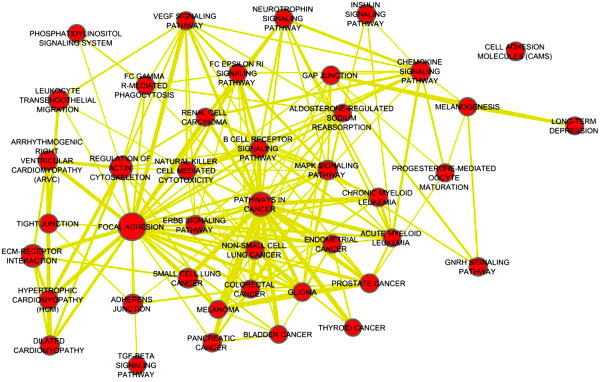 VEGF SIGNALING
PATHWAY
NEUROTROPHIN
SIGNALING
PATHWAY
INSULIN
SIGNALING
PATHWAY
PHOSPHATIDYLINOSITOL
SIGNALING SYSTEM
CELL ADHESION
MOLECULES (CAMS)
FC EPSILON RI
SIGNALING
PATHWAY
CHEMOKINE
SIGNALING
PATHWAY
GAP JUNCTION
FC GAMMA
R-MEDIATED
PHAGOCYTOSIS
LEUKOCYTE
TRANSENDOTHELIAL
MIGRATION
RENAL CELL
CARCINOMA
ALDOSTERONE-REGULATED
SODIUM
REABSORPTION
MELANOGENESIS
LONG-TERM
DEPRESSION
ARRHYTHMOGENIC
RIGHT
VENTRICULAR
CARDIOMYOPATHY
(ARVC)
REGULATION OF
ACTIN
CYTOSKELETON
NATURAL KILLER
CELL MEDIATED
CYTOTOXICITY
B CELL RECEPTOR
SIGNALING
PATHWAY
MAPK SIGNALING
PATHWAY
PROGESTERONE-MEDIATED
OOCYTE
MATURATION
CHRONIC MYELOID
LEUKEMIA
PATHWAYS IN
CANCER
TIGHT JUNCTION
FOCAL ADHESION
ERBB SIGNALING
PATHWAY
ACUTE MYELOID
LEUKEMIA
ECM-RECEPTOR
INTERACTION
NON-SMALL CELL
LUNG CANCER
ENDOMETRIAL
CANCER
GNRH SIGNALING
PATHWAY
SMALL CELL LUNG
CANCER
COLORECTAL
CANCER
GLIOMA
PROSTATE CANCER
HYPERTROPHIC
CARDIOMYOPATHY
(HCM)
ADHERENS
JUNCTION
MELANOMA
THYROID CANCER
BLADDER CANCER
PANCREATIC
CANCER
DILATED
CARDIOMYOPATHY
TGF-BETA
SIGNALING
PATHWAY